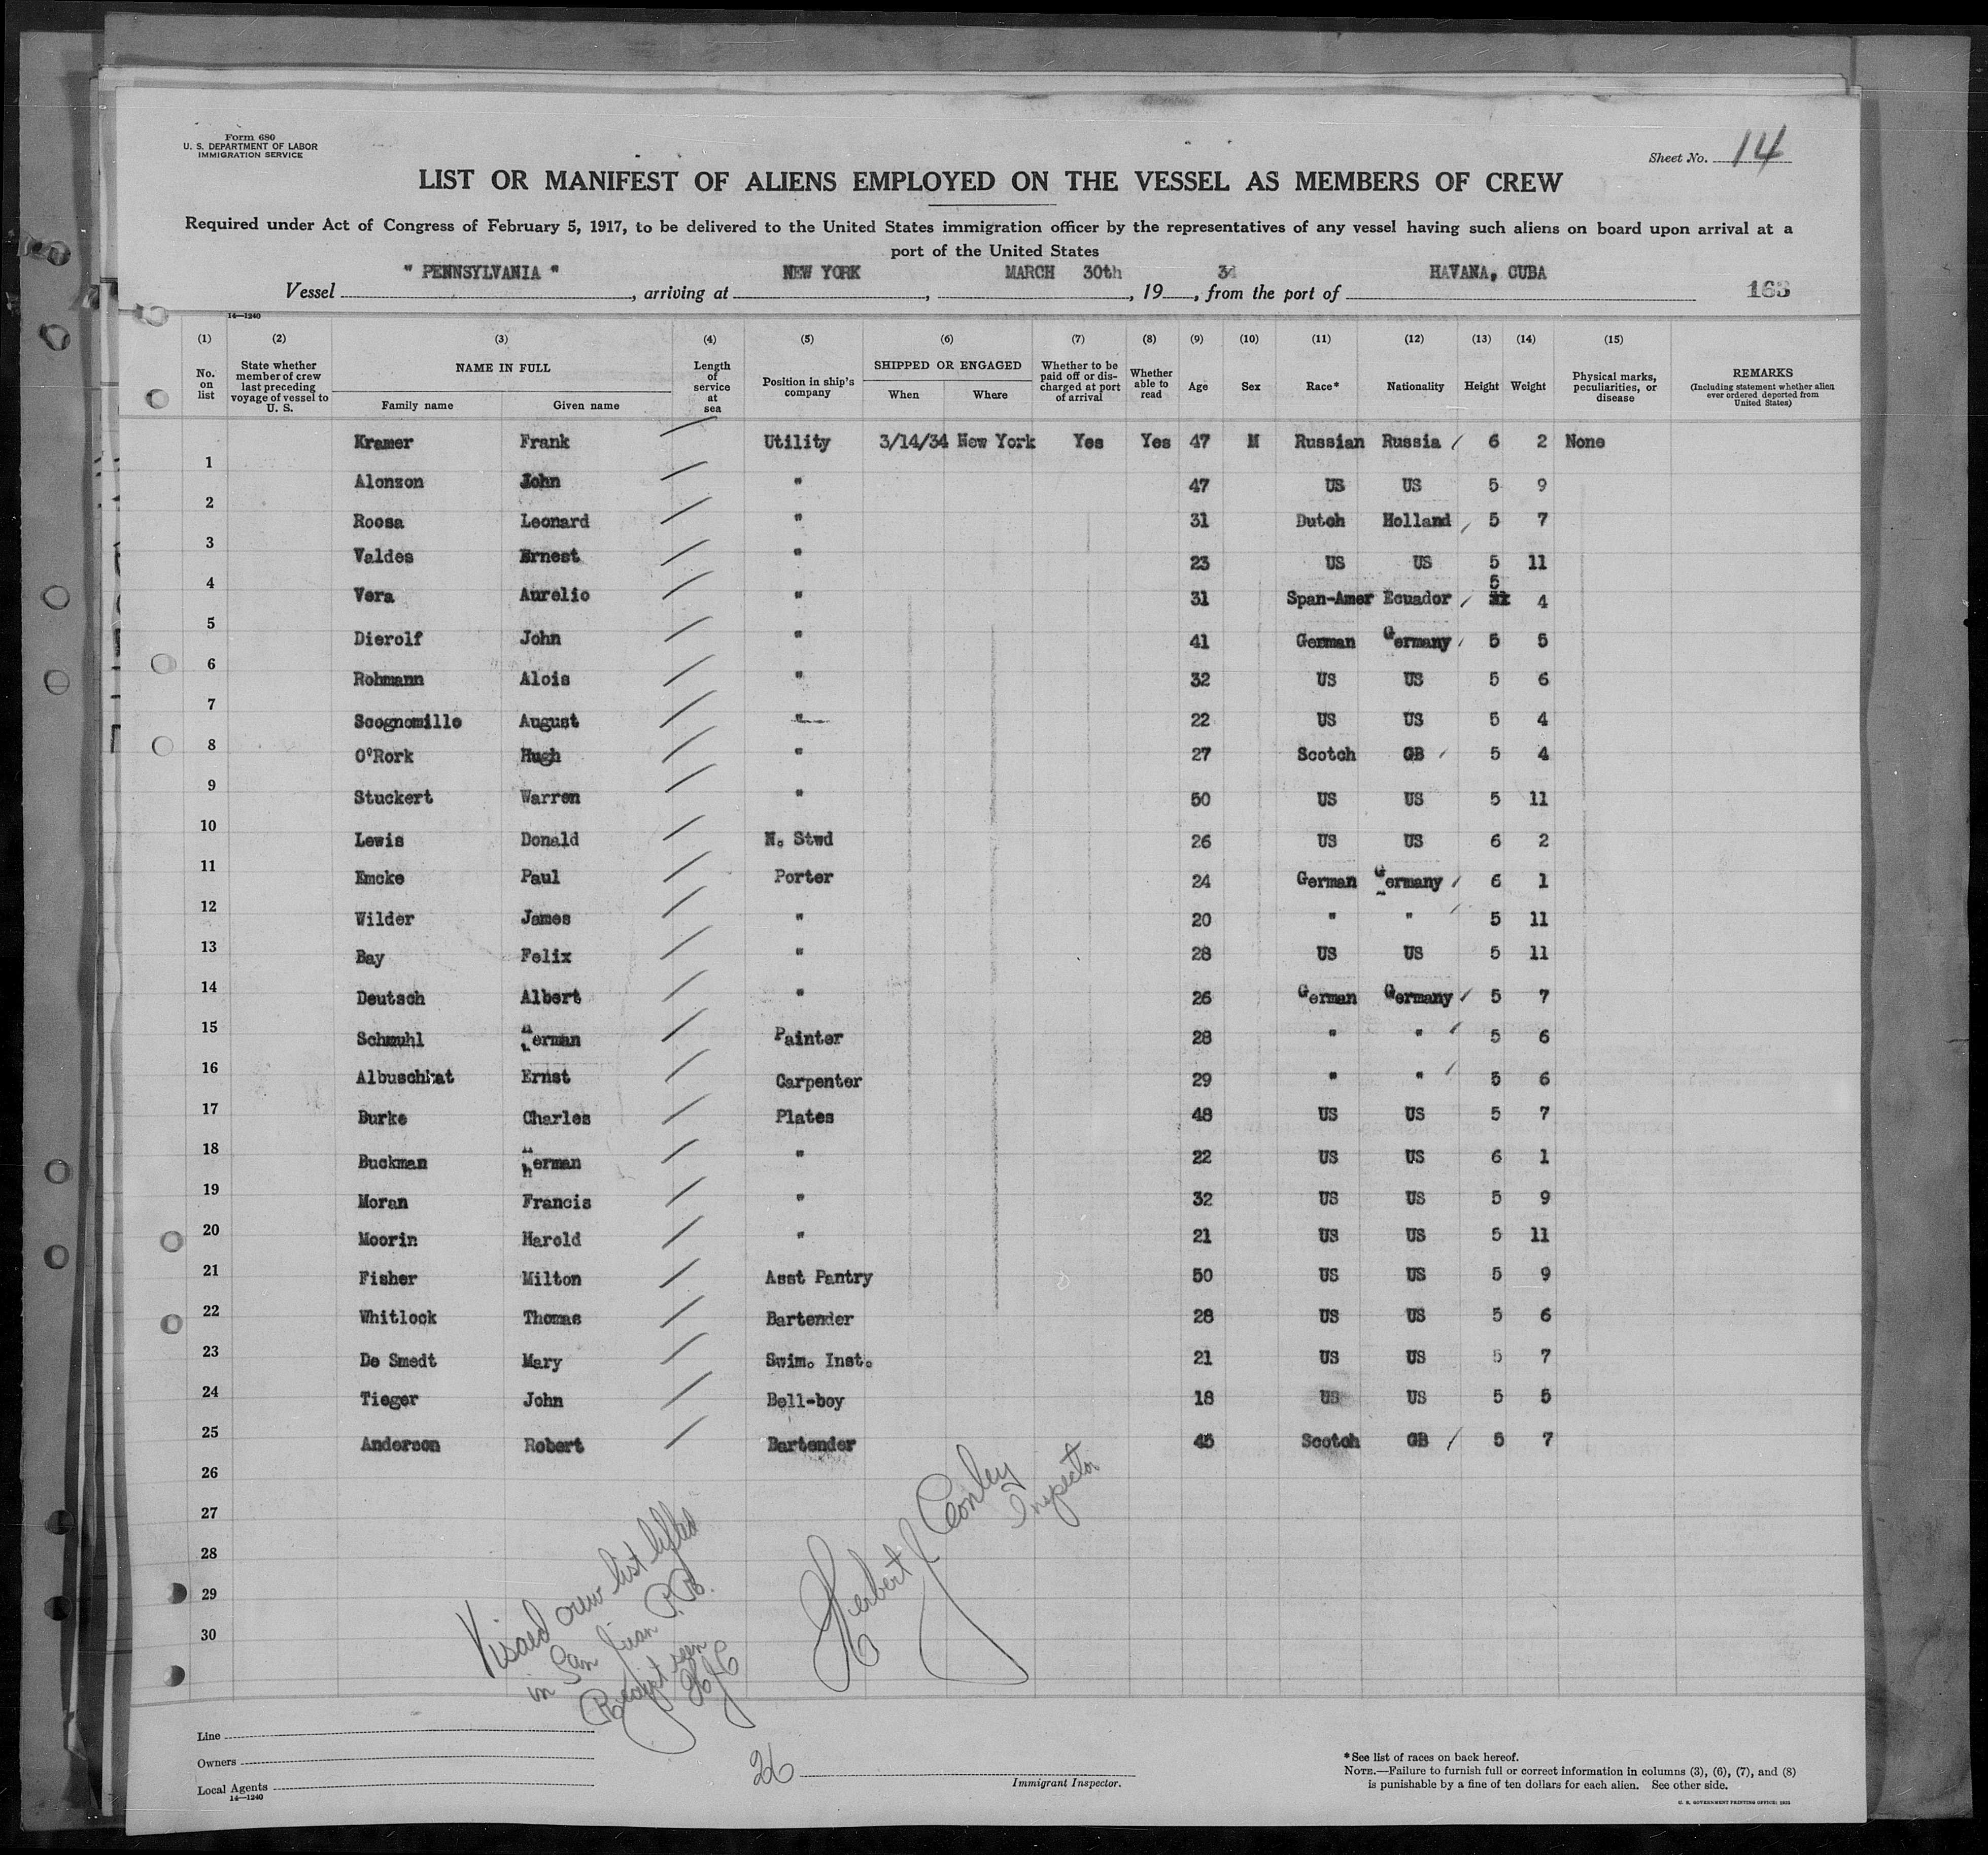 Form 680
U. S. DEPARTMENT OF LABOR
IMMIGRATION SERVICE
Sheet No. 14
LIST OR MANIFEST OF ALIENS EMPLOYED ON THE VESSEL AS MEMBERS OF CREW
Required under Act of Congress of February 5, 1917, to be delivered to the United States immigration officer by the representatives of any vessel having such aliens on board upon arrival at a
port of the United States
Vessel " PENNSYLVANIA ", arriving at NEW YORK, MARCH 30th, 1934, from the port of HAVANA, CUBA 163
14—1240
(1) (2) (3) (4) (5) (6) (7) (8) (9) (10) (11) (12) (13) (14) (15)
No. on list
State whether member of crew last preceding voyage of vessel to U. S.
NAME IN FULL
Family name Given name
Length of service at sea
Position in ship's company
SHIPPED OR ENGAGED
When Where
Whether to be paid off or discharged at port of arrival
Whether able to read
Age Sex Race* Nationality Height Weight
Physical marks, peculiarities, or disease
REMARKS
(Including statement whether alien ever ordered deported from United States)
Kramer Frank Utility 3/14/34 New York Yes Yes 47 M Russian Russia 6 2 None
1
Alonzon John " 47 US US 5 9
2
Roosa Leonard " 31 Dutch Holland 5 7
3
Valdes Ernest " 23 US US 5 11
4
Vera Aurelio " 31 Span-Amer Ecuador 5 4
5
Dierolf John " 41 German Germany 5 5
6
Rohmann Alois " 32 US US 5 6
7
Scognomillo August " 22 US US 5 4
8
O'Rork Hugh " 27 Scotch GB 5 4
9
Stuckert Warren " 50 US US 5 11
10
Lewis Donald N. Stwd 26 US US 6 2
11
Emcke Paul Porter 24 German Germany 6 1
12
Wilder James " 20 " " 5 11
13
Bay Felix " 28 US US 5 11
14
Deutsch Albert " 26 German Germany 5 7
15
Schmuhl Herman Painter 28 " " 5 6
16
Albuschkat Ernst Carpenter 29 " " 5 6
17
Burke Charles Plates 48 US US 5 7
18
Buckman Herman " 22 US US 6 1
19
Moran Francis " 32 US US 5 9
20
Moorin Harold " 21 US US 5 11
21
Fisher Milton Asst Pantry 50 US US 5 9
22
Whitlock Thomas Bartender 28 US US 5 6
23
De Smedt Mary Swim. Inst. 21 US US 5 7
24
Tieger John Bell-boy 18 US US 5 5
25
Anderson Robert Bartender 45 Scotch GB 5 7
26
27
28
29
30
Visaed crew list lifted
in San Juan P.R.
Receipt seen
HJC
Herbert J Conley
Inspector
Line
Owners
Local Agents
14—1240
26
Immigrant Inspector.
*See list of races on back hereof.
NOTE.—Failure to furnish full or correct information in columns (3), (6), (7), and (8)
is punishable by a fine of ten dollars for each alien. See other side.